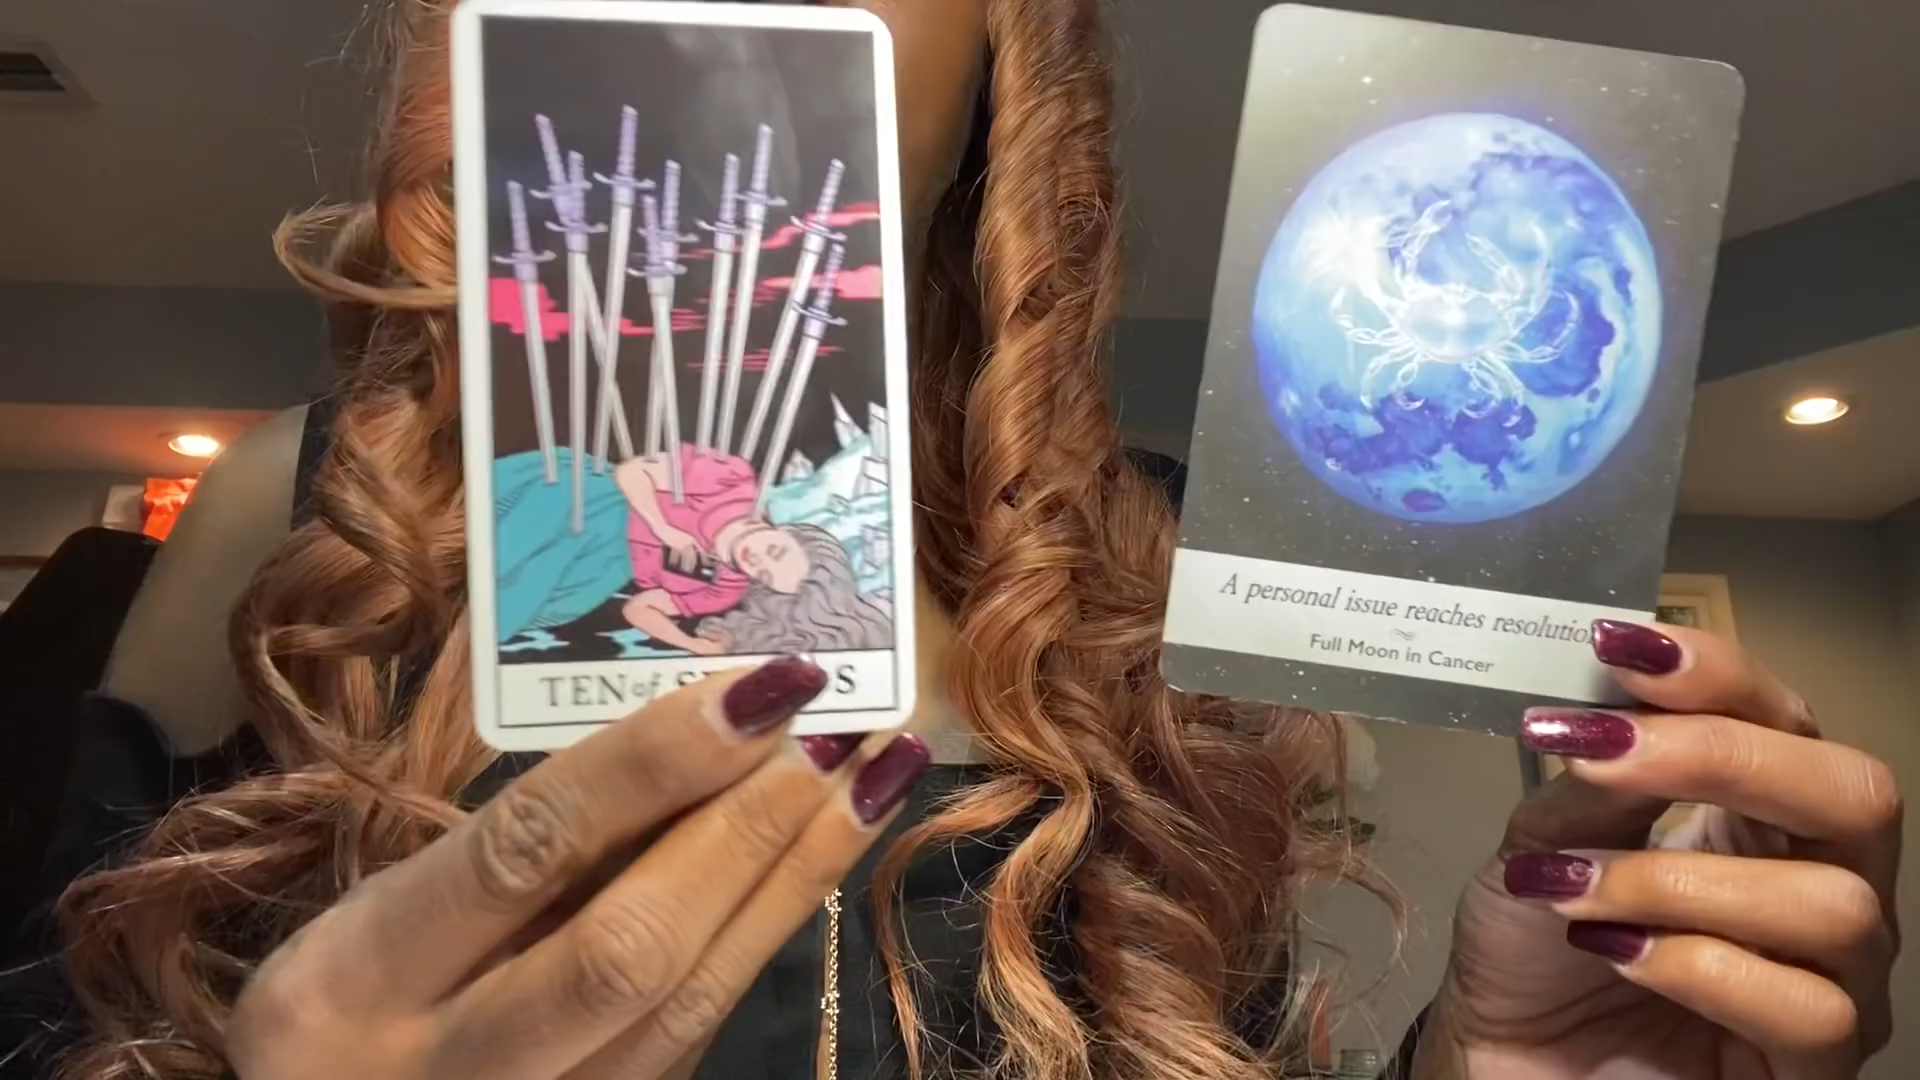 TEN of S
A personal issue reaches resolution
Full Moon in Cancer